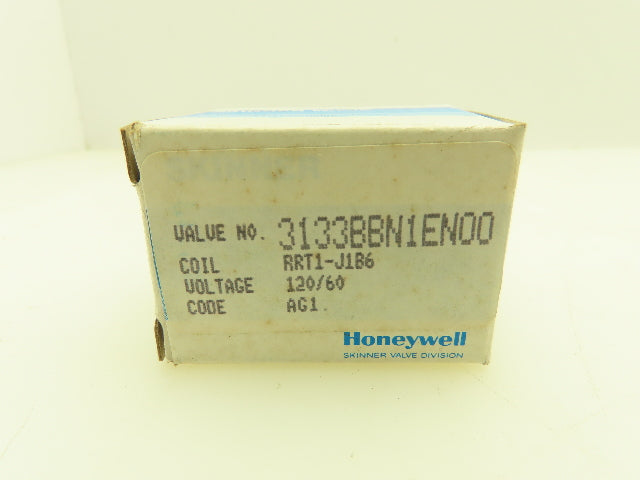 VALVE NO. 3133BBN1EN00
COIL RRT1-J1B6
VOLTAGE 120/60
CODE AG1
Honeywell
SKINNER VALVE DIVISION